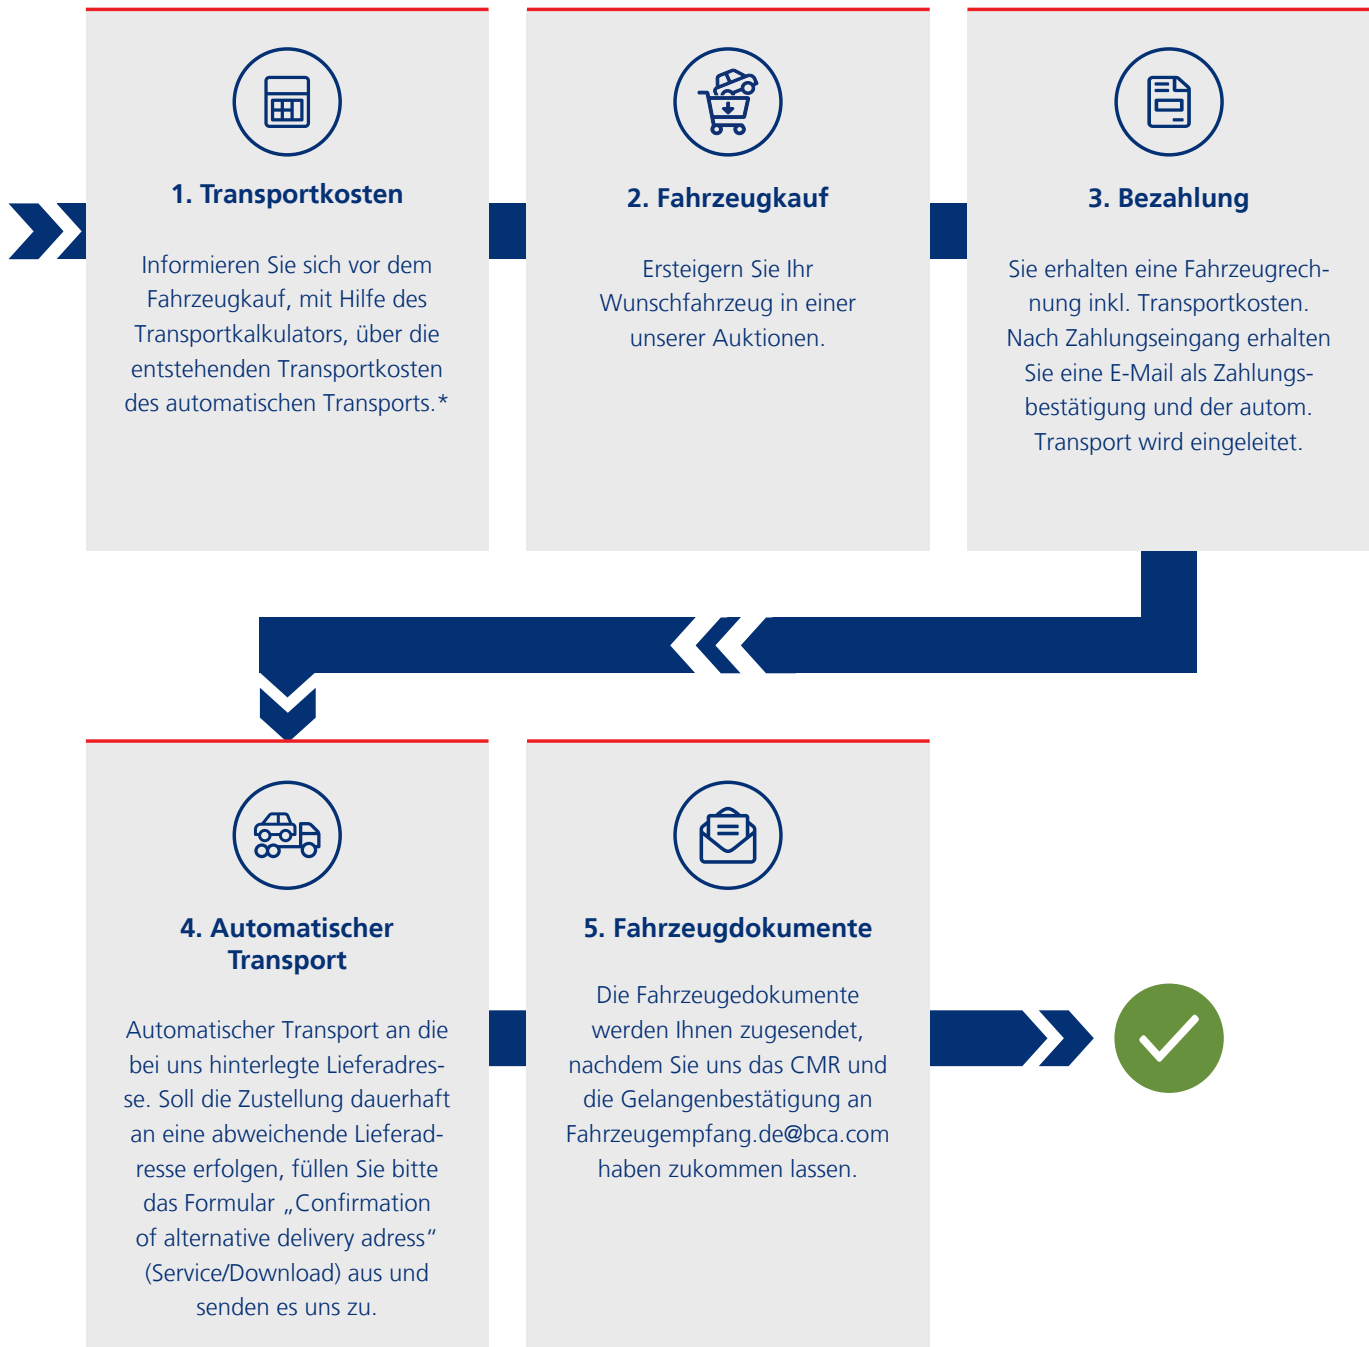 1. Transportkosten
Informieren Sie sich vor dem
Fahrzeugkauf, mit Hilfe des
Transportkalkulators, über die
entstehenden Transportkosten
des automatischen Transports.*
2. Fahrzeugkauf
Ersteigern Sie Ihr
Wunschfahrzeug in einer
unserer Auktionen.
3. Bezahlung
Sie erhalten eine Fahrzeugrech-
nung inkl. Transportkosten.
Nach Zahlungseingang erhalten
Sie eine E-Mail als Zahlungs-
bestätigung und der autom.
Transport wird eingeleitet.
4. Automatischer
Transport
Automatischer Transport an die
bei uns hinterlegte Lieferadres-
se. Soll die Zustellung dauerhaft
an eine abweichende Lieferad-
resse erfolgen, füllen Sie bitte
das Formular „Confirmation
of alternative delivery adress“
(Service/Download) aus und
senden es uns zu.
5. Fahrzeugdokumente
Die Fahrzeugedokumente
werden Ihnen zugesendet,
nachdem Sie uns das CMR und
die Gelangenbestätigung an
Fahrzeugempfang.de@bca.com
haben zukommen lassen.